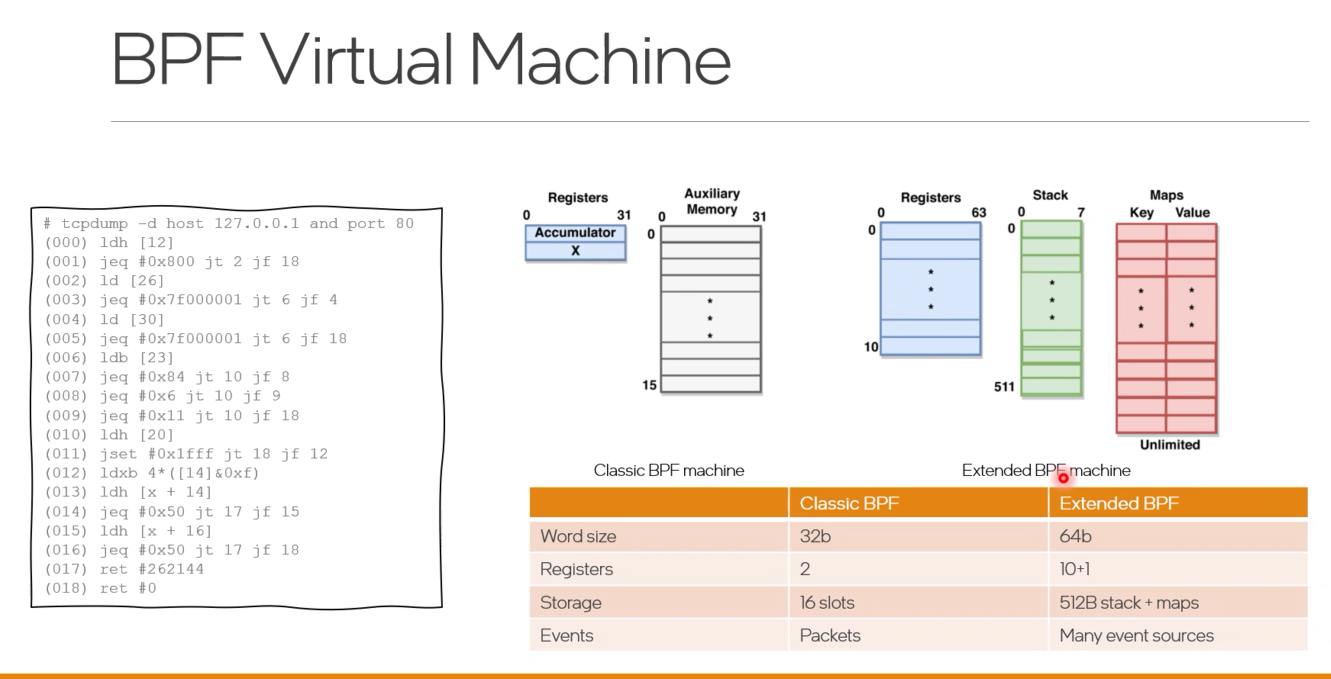 BPF Virtual Machine
# tcpdump -d host 127.0.0.1 and port 80
(000) ldh [12]
(001) jeq #0x800 jt 2 jf 18
(002) ld [26]
(003) jeq #0x7f000001 jt 6 jf 4
(004) ld [30]
(005) jeq #0x7f000001 jt 6 jf 18
(006) ldb [23]
(007) jeq #0x84 jt 10 jf 8
(008) jeq #0x6 jt 10 jf 9
(009) jeq #0x11 jt 10 jf 18
(010) ldh [20]
(011) jset #0x1fff jt 18 jf 12
(012) ldxb 4*([14]&0xf)
(013) ldh [x + 14]
(014) jeq #0x50 jt 17 jf 15
(015) ldh [x + 16]
(016) jeq #0x50 jt 17 jf 18
(017) ret #262144
(018) ret #0
Registers
0 31
Accumulator
X
Auxiliary
Memory
0 31
0
*
*
*
15
Classic BPF machine
Registers
0 63
0
*
*
*
10
Stack
0 7
0
*
*
*
511
Maps
Key Value
* *
* *
* *
Unlimited
Extended BPF machine
Classic BPF Extended BPF
Word size 32b 64b
Registers 2 10+1
Storage 16 slots 512B stack + maps
Events Packets Many event sources